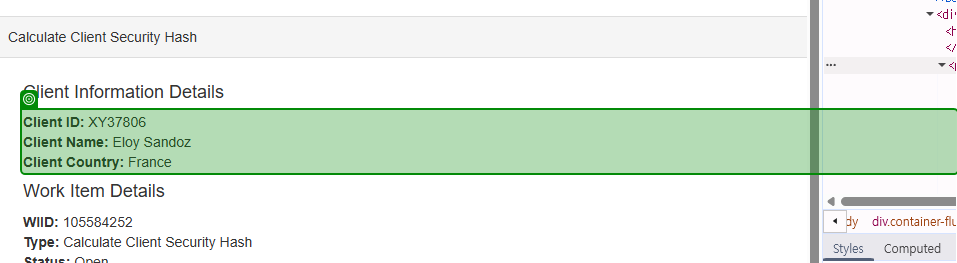 Calculate Client Security Hash
Client Information Details
Client ID: XY37806
Client Name: Eloy Sandoz
Client Country: France
Work Item Details
WIID: 105584252
Type: Calculate Client Security Hash
Status: Open
<di
<h
</
... <p
dy div.container-flu
Styles Computed